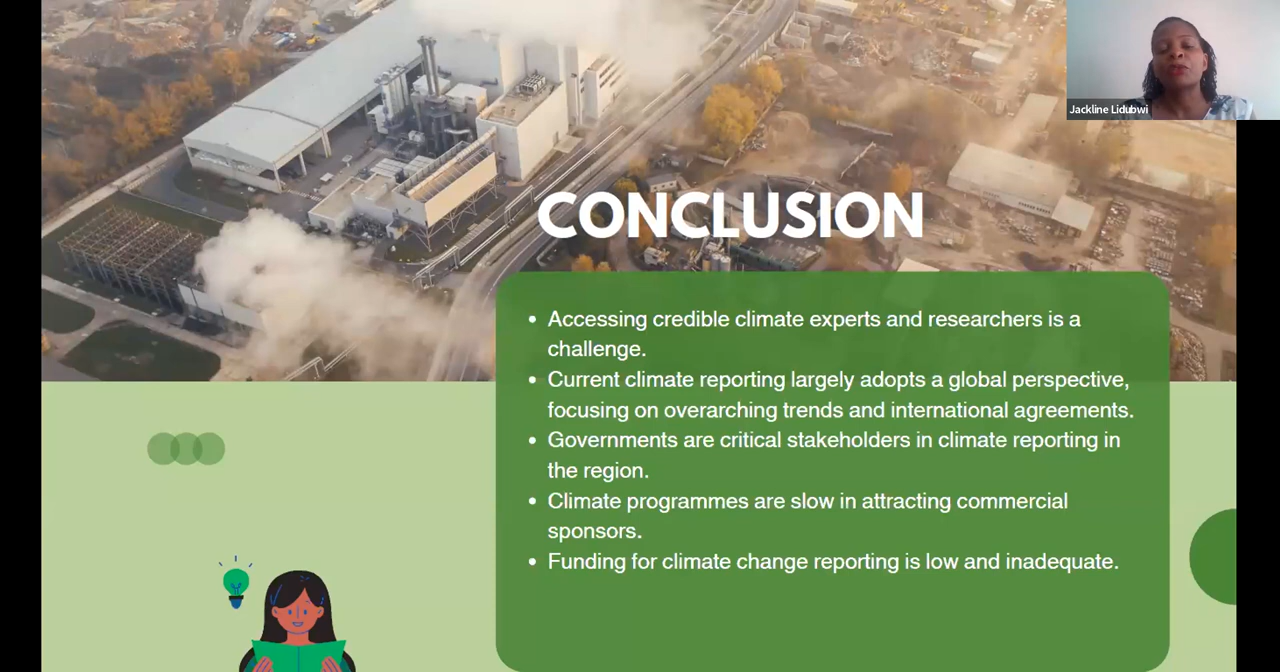 Jackline Lidubwi
CONCLUSION
• Accessing credible climate experts and researchers is a
challenge.
• Current climate reporting largely adopts a global perspective,
focusing on overarching trends and international agreements.
• Governments are critical stakeholders in climate reporting in
the region.
• Climate programmes are slow in attracting commercial
sponsors.
• Funding for climate change reporting is low and inadequate.